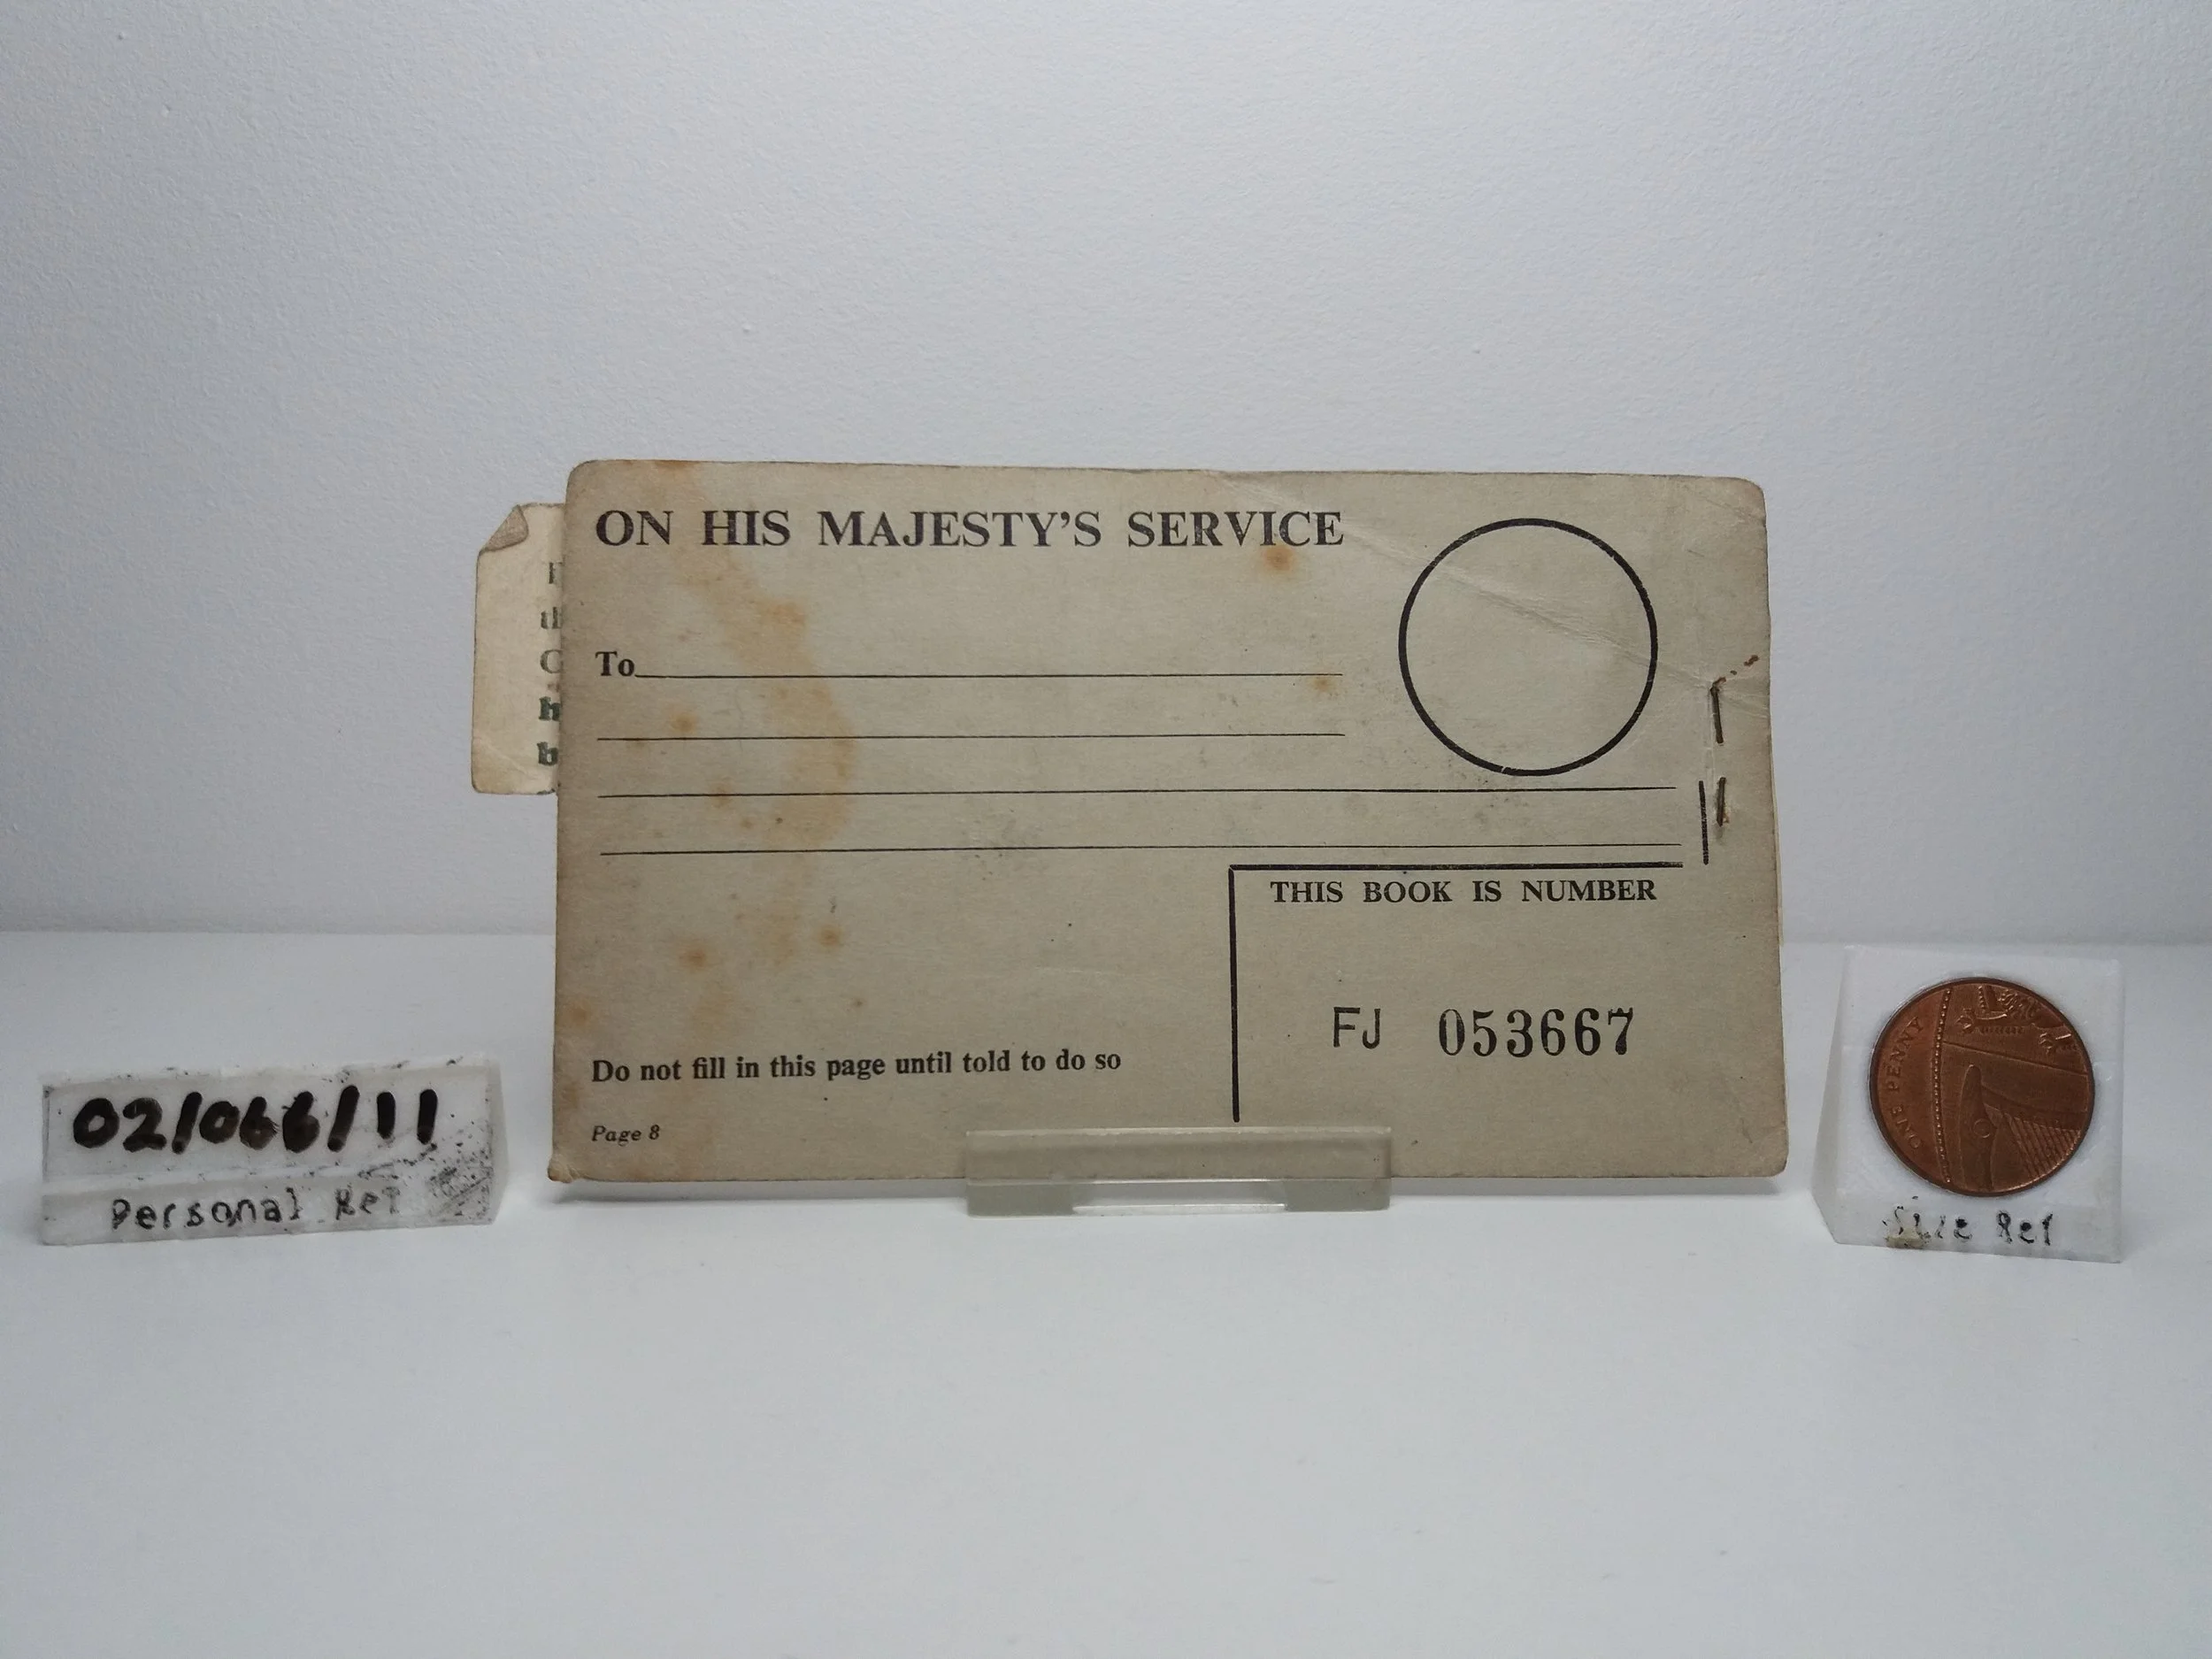 ON HIS MAJESTY'S SERVICE
To
THIS BOOK IS NUMBER
FJ 053667
Do not fill in this page until told to do so
Page 8
02/066/11
Personal Ref
ONE PENNY
Size Ref